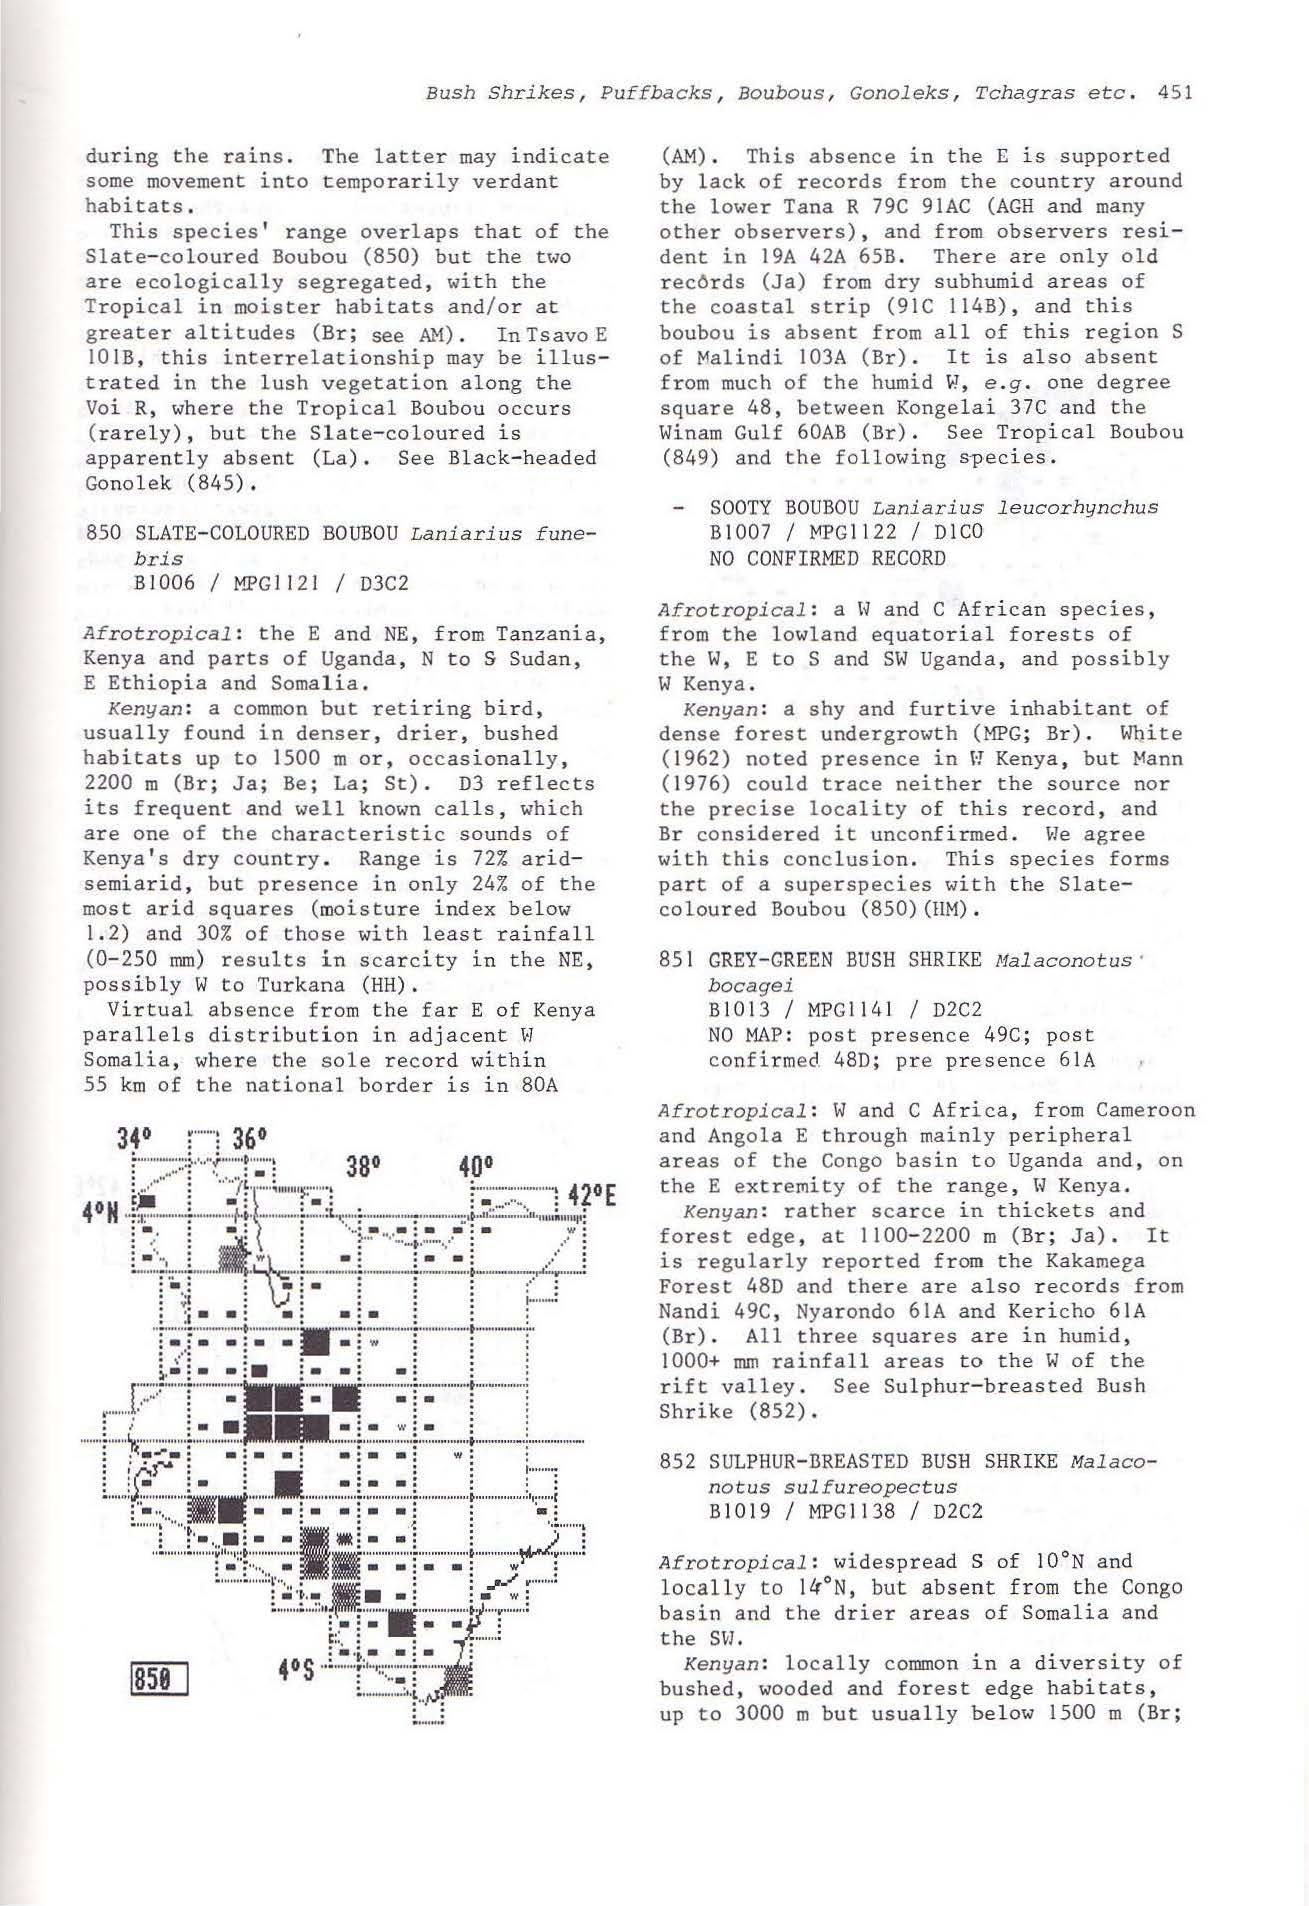 Bush Shrikes, Puffbacks, Boubous, Gonoleks, Tchagras etc. 451
during the rains. The latter may indicate
some movement into temporarily verdant
habitats.
This species' range overlaps that of the
Slate-coloured Boubou (850) but the two
are ecologically segregated, with the
Tropical in moister habitats and/or at
greater altitudes (Br; see AM). In Tsavo E
101B, this interrelationship may be illus-
trated in the lush vegetation along the
Voi R, where the Tropical Boubou occurs
(rarely), but the Slate-coloured is
apparently absent (La). See Black-headed
Gonolek (845).
850 SLATE-COLOURED BOUBOU Laniarius fune-
bris
B1006 / MPG1121 / D3C2
Afrotropical: the E and NE, from Tanzania,
Kenya and parts of Uganda, N to S Sudan,
E Ethiopia and Somalia.
Kenyan: a common but retiring bird,
usually found in denser, drier, bushed
habitats up to 1500 m or, occasionally,
2200 m (Br; Ja; Be; La; St). D3 reflects
its frequent and well known calls, which
are one of the characteristic sounds of
Kenya's dry country. Range is 72% arid-
semiarid, but presence in only 24% of the
most arid squares (moisture index below
1.2) and 30% of those with least rainfall
(0-250 mm) results in scarcity in the NE,
possibly W to Turkana (HH).
Virtual absence from the far E of Kenya
parallels distribution in adjacent W
Somalia, where the sole record within
55 km of the national border is in 80A
34° 36°
38° 40°
42°E
4°N
w
w
w
w
w
w
w
4°S
850
(AM). This absence in the E is supported
by lack of records from the country around
the lower Tana R 79C 91AC (AGH and many
other observers), and from observers resi-
dent in 19A 42A 65B. There are only old
recôrds (Ja) from dry subhumid areas of
the coastal strip (91C 114B), and this
boubou is absent from all of this region S
of Malindi 103A (Br). It is also absent
from much of the humid W, e.g. one degree
square 48, between Kongelai 37C and the
Winam Gulf 60AB (Br). See Tropical Boubou
(849) and the following species.
- SOOTY BOUBOU Laniarius leucorhynchus
B1007 / MPG1122 / D1C0
NO CONFIRMED RECORD
Afrotropical: a W and C African species,
from the lowland equatorial forests of
the W, E to S and SW Uganda, and possibly
W Kenya.
Kenyan: a shy and furtive inhabitant of
dense forest undergrowth (MPG; Br). White
(1962) noted presence in W Kenya, but Mann
(1976) could trace neither the source nor
the precise locality of this record, and
Br considered it unconfirmed. We agree
with this conclusion. This species forms
part of a superspecies with the Slate-
coloured Boubou (850)(HM).
851 GREY-GREEN BUSH SHRIKE Malaconotus
bocagei
B1013 / MPG1141 / D2C2
NO MAP: post presence 49C; post
confirmed 48D; pre presence 61A
Afrotropical: W and C Africa, from Cameroon
and Angola E through mainly peripheral
areas of the Congo basin to Uganda and, on
the E extremity of the range, W Kenya.
Kenyan: rather scarce in thickets and
forest edge, at 1100-2200 m (Br; Ja). It
is regularly reported from the Kakamega
Forest 48D and there are also records from
Nandi 49C, Nyarondo 61A and Kericho 61A
(Br). All three squares are in humid,
1000+ mm rainfall areas to the W of the
rift valley. See Sulphur-breasted Bush
Shrike (852).
852 SULPHUR-BREASTED BUSH SHRIKE Malaco-
notus sulfureopectus
B1019 / MPG1138 / D2C2
Afrotropical: widespread S of 10°N and
locally to 14°N, but absent from the Congo
basin and the drier areas of Somalia and
the SW.
Kenyan: locally common in a diversity of
bushed, wooded and forest edge habitats,
up to 3000 m but usually below 1500 m (Br;